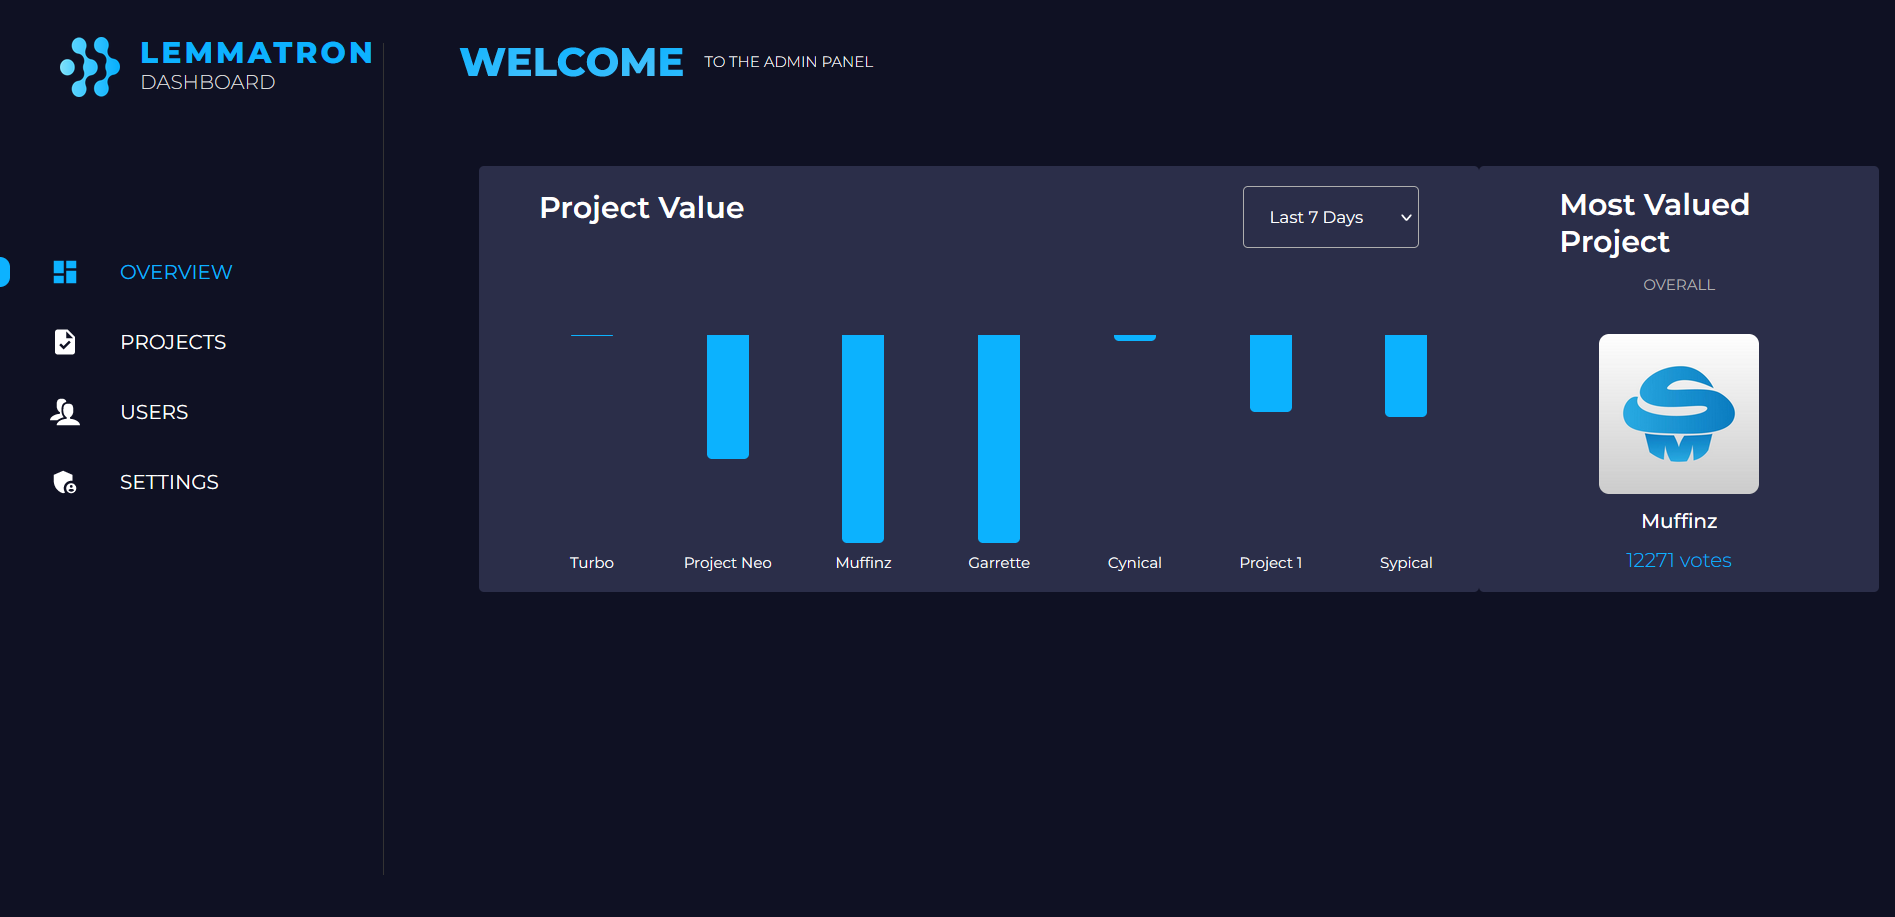 LEMMATRON
DASHBOARD
WELCOME TO THE ADMIN PANEL
OVERVIEW
PROJECTS
USERS
SETTINGS
Project Value
Last 7 Days
Turbo Project Neo Muffinz Garrette Cynical Project 1 Sypical
Most Valued
Project
OVERALL
Muffinz
12271 votes